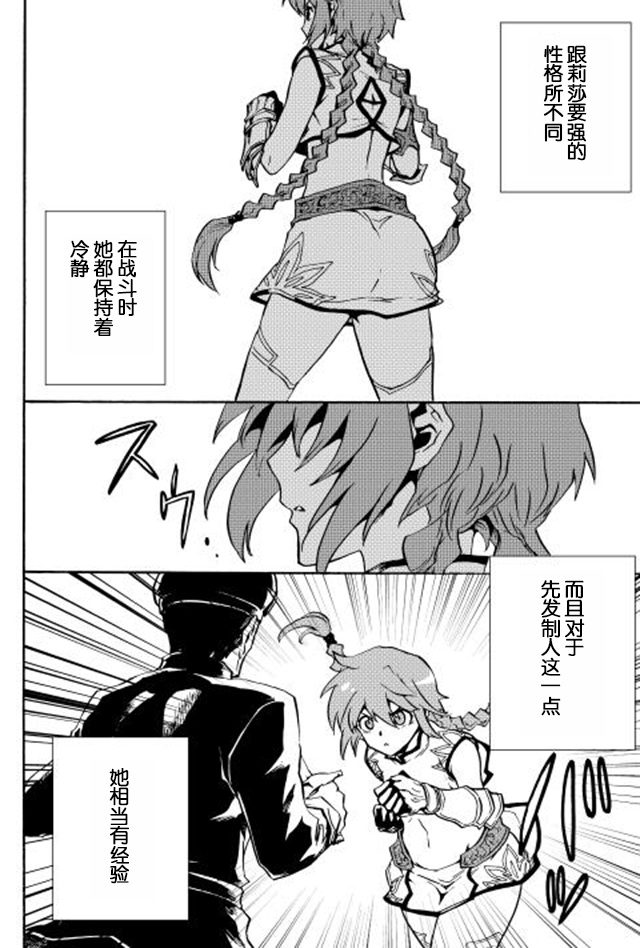 跟莉莎要强的
性格所不同
在战斗时
她都保持着
冷静
スゥ
而且对于
先发制人这一点
她相当
有经验